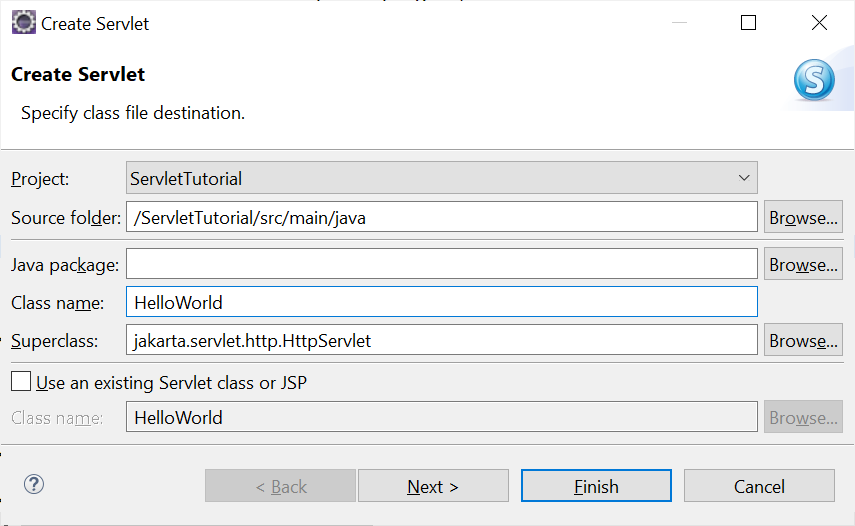 Create Servlet
Create Servlet
Specify class file destination.
Project: ServletTutorial
Source folder: /ServletTutorial/src/main/java Browse...
Java package: Browse...
Class name: HelloWorld
Superclass: jakarta.servlet.http.HttpServlet Browse...
Use an existing Servlet class or JSP
Class name: HelloWorld Browse...
? < Back Next > Finish Cancel